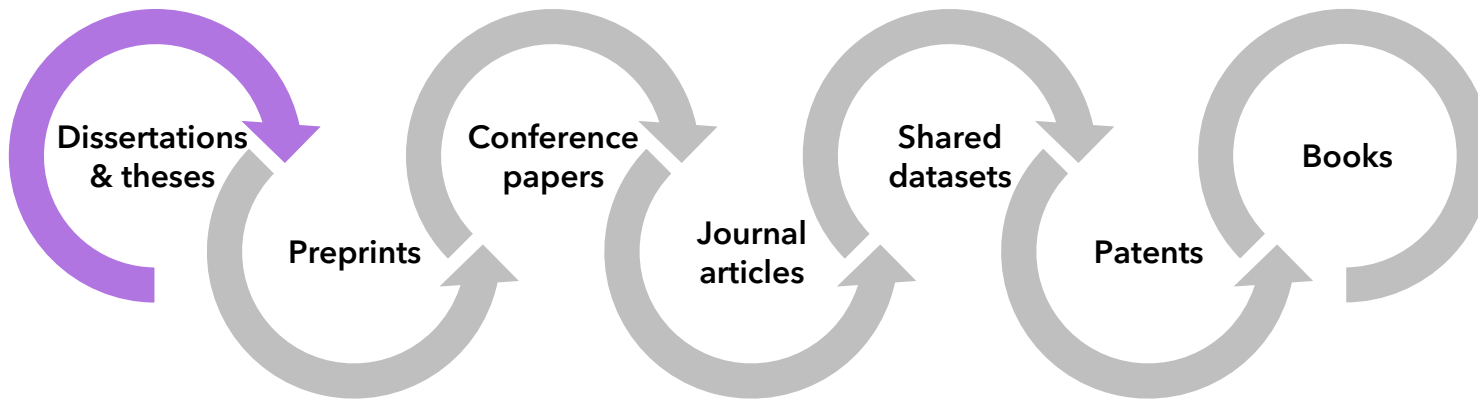 Dissertations
& theses
Preprints
Conference
papers
Journal
articles
Shared
datasets
Patents
Books